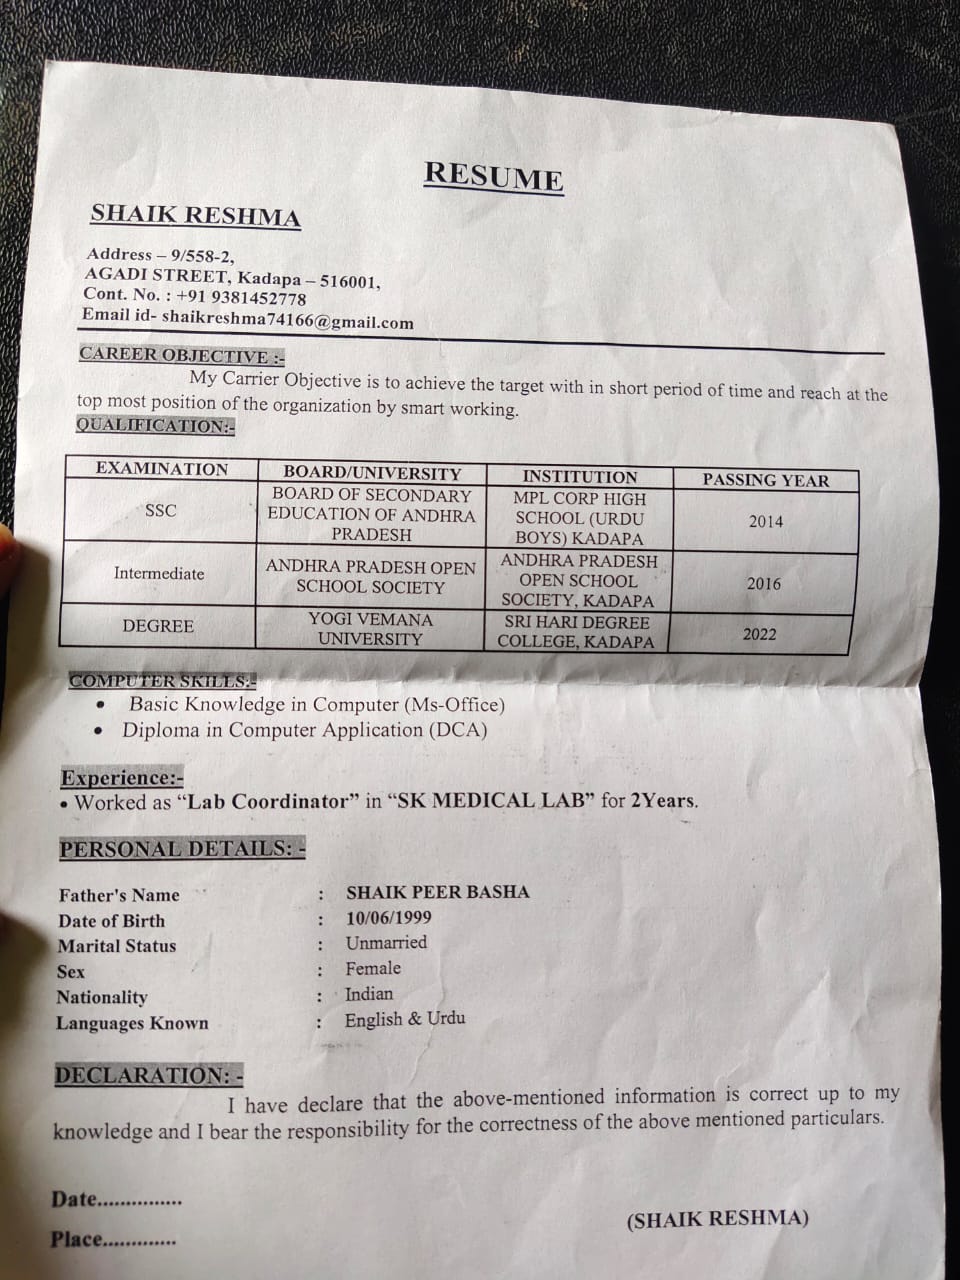 RESUME
SHAIK RESHMA
Address – 9/558-2,
AGADI STREET, Kadapa – 516001,
Cont. No. : +91 9381452778
Email id- shaikreshma74166@gmail.com
CAREER OBJECTIVE :-
My Carrier Objective is to achieve the target with in short period of time and reach at the
top most position of the organization by smart working.
QUALIFICATION:-
EXAMINATION BOARD/UNIVERSITY INSTITUTION PASSING YEAR
SSC BOARD OF SECONDARY EDUCATION OF ANDHRA PRADESH MPL CORP HIGH SCHOOL (URDU BOYS) KADAPA 2014
Intermediate ANDHRA PRADESH OPEN SCHOOL SOCIETY ANDHRA PRADESH OPEN SCHOOL SOCIETY, KADAPA 2016
DEGREE YOGI VEMANA UNIVERSITY SRI HARI DEGREE COLLEGE, KADAPA 2022
COMPUTER SKILLS:-
• Basic Knowledge in Computer (Ms-Office)
• Diploma in Computer Application (DCA)
Experience:-
• Worked as “Lab Coordinator” in “SK MEDICAL LAB” for 2Years.
PERSONAL DETAILS: -
Father's Name : SHAIK PEER BASHA
Date of Birth : 10/06/1999
Marital Status : Unmarried
Sex : Female
Nationality : Indian
Languages Known : English & Urdu
DECLARATION: -
I have declare that the above-mentioned information is correct up to my
knowledge and I bear the responsibility for the correctness of the above mentioned particulars.
Date...............
(SHAIK RESHMA)
Place.............